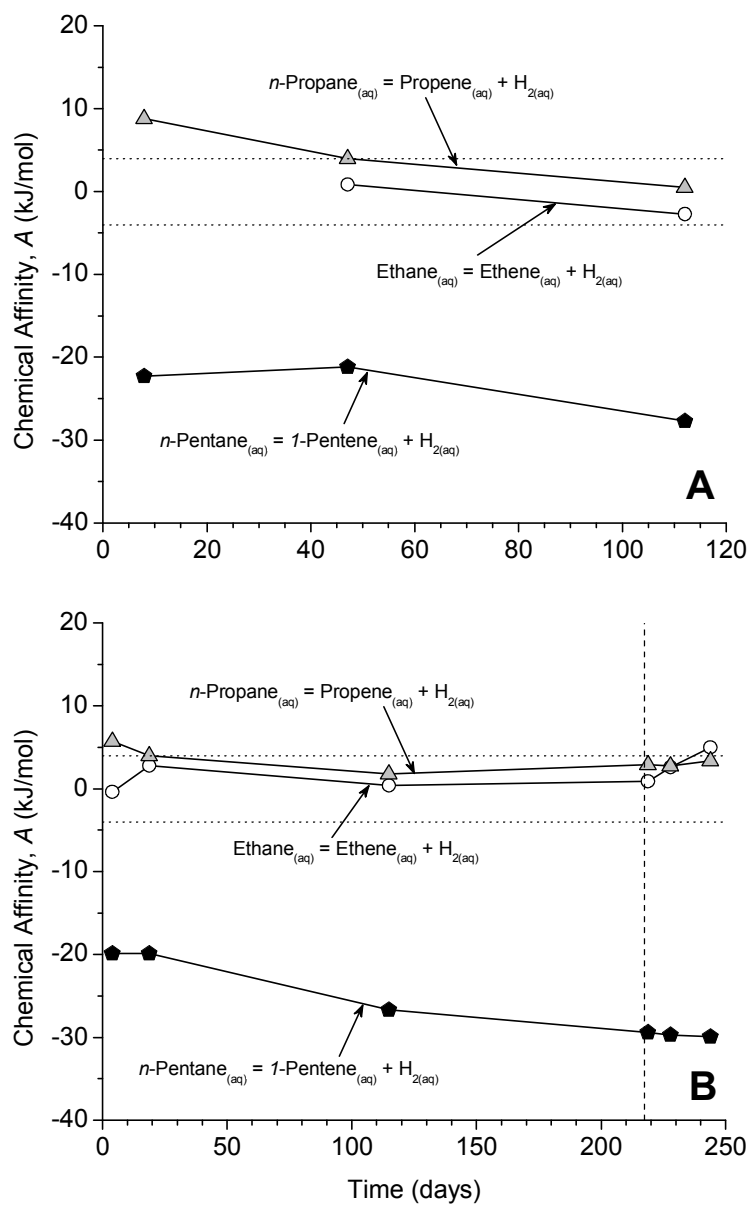 20
n-Propane(aq) = Propene(aq) + H2(aq)
10
0
Ethane(aq) = Ethene(aq) + H2(aq)
-10
-20
n-Pentane(aq) = 1-Pentene(aq) + H2(aq)
-30
A
-40
0 20 40 60 80 100 120
Chemical Affinity, A (kJ/mol)
20
n-Propane(aq) = Propene(aq) + H2(aq)
10
0
Ethane(aq) = Ethene(aq) + H2(aq)
-10
-20
-30
n-Pentane(aq) = 1-Pentene(aq) + H2(aq)
B
-40
0 50 100 150 200 250
Chemical Affinity, A (kJ/mol)
Time (days)